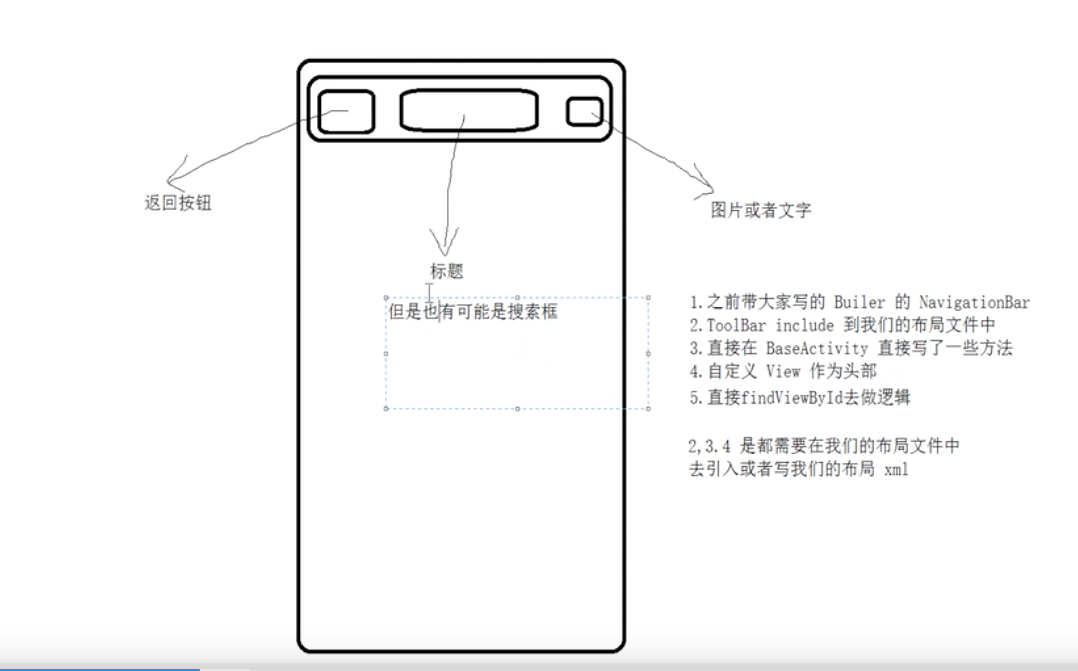 返回按钮
图片或者文字
标题
但是也有可能是搜索框
1.之前带大家写的 Builer 的 NavigationBar
2.ToolBar include 到我们的布局文件中
3.直接在 BaseActivity 直接写了一些方法
4.自定义 View 作为头部
5.直接findViewById去做逻辑
2,3.4 是都需要在我们的布局文件中
去引入或者写我们的布局 xml